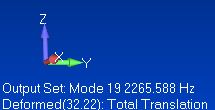 Z
X
Y
Output Set: Mode 19 2265.588 Hz
Deformed(32.22): Total Translation